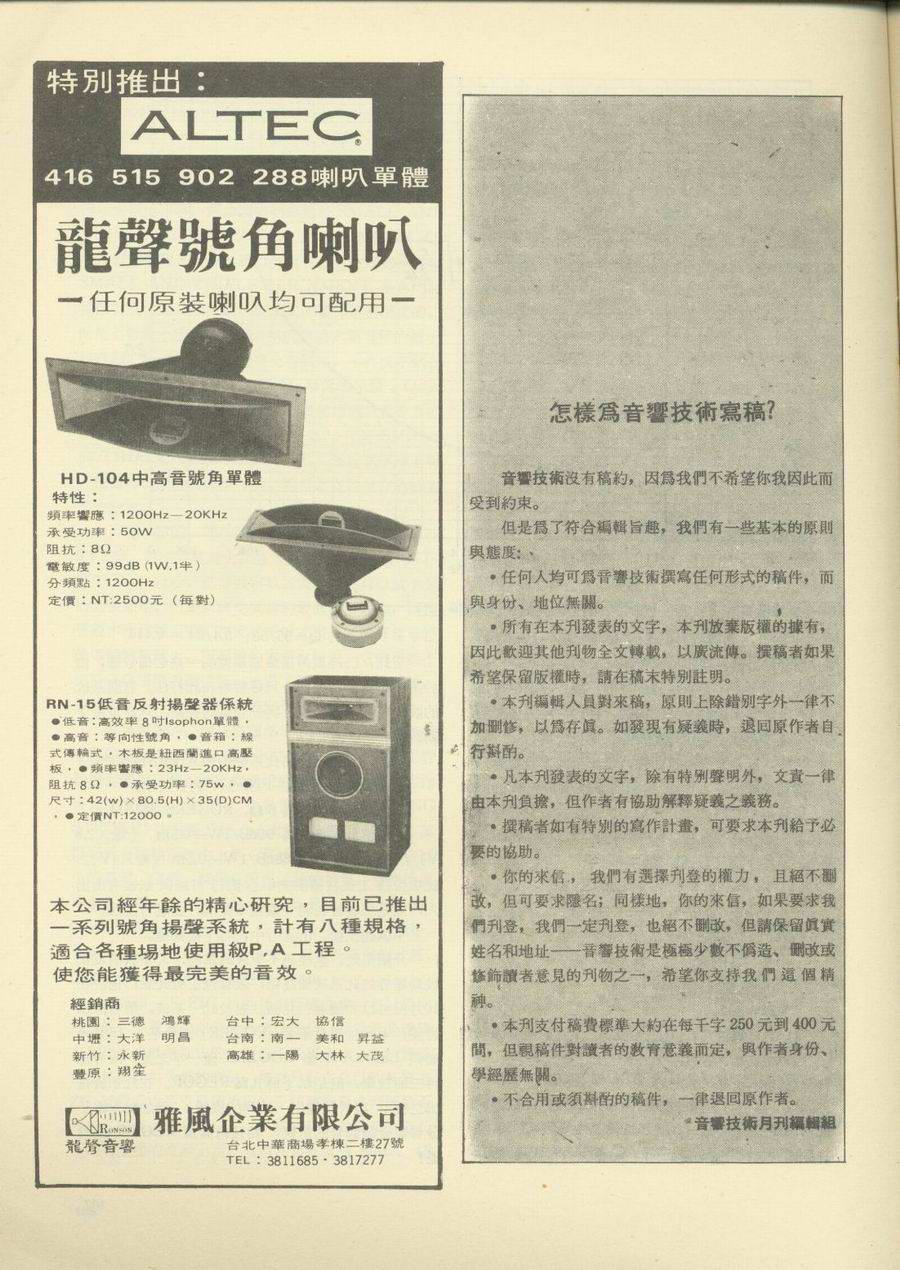 特別推出：
ALTEC
416 515 902 288喇叭單體
龍聲號角喇叭
一任何原裝喇叭均可配用一
HD-104中高音號角單體
特性：
頻率響應：1200Hz—20KHz
承受功率：50W
阻抗：8Ω
電敏度：99dB (1W,1半)
分頻點：1200Hz
定價：NT:2500元（每對）
RN-15低音反射揚聲器係統
●低音：高效率8吋Isophon單體，
●高音：等向性號角，●音箱：線
式傳輪式，木板是紐西蘭進口高壓
板，●頻率響應：23Hz—20KHz，
阻抗8Ω，●承受功率：75w，●
尺寸：42(w)×80.5(H)×35(D)CM
，●定價NT:12000。
本公司經年餘的精心研究，目前已推出
一系列號角揚聲系統，計有八種規格，
適合各種場地使用級P,A工程。
使您能獲得最完美的音效。
經銷商
桃園：三德 鴻輝 台中：宏大 協信
中壢：大洋 明昌 台南：南一 美和 昇益
新竹：永新 高雄：一陽 大林 大茂
豐原：翊笙
RONSON
龍聲音響
雅風企業有限公司
台北中華商場孝棟二樓27號
TEL：3811685·3817277
怎樣爲音響技術寫稿?
音響技術沒有稿約，因爲我們不希望你我因此而
受到約束。
但是爲了符合編輯旨趣，我們有一些基本的原則
與態度：
•任何人均可爲音響技術撰寫任何形式的稿件，而
與身份、地位無關。
•所有在本刊發表的文字，本刊放棄版權的據有，
因此歡迎其他刊物全文轉載，以廣流傳。撰稿者如果
希望保留版權時，請在稿末特別註明。
•本刊編輯人員對來稿，原則上除錯別字外一律不
加刪修，以爲存眞。如發現有疑義時，退回原作者自
行斟酌。
•凡本刊發表的文字，除有特別聲明外，文責一律
由本刊負擔，但作者有協助解釋疑義之義務。
•撰稿者如有特別的寫作計畫，可要求本刊給予必
要的協助。
•你的來信，我們有選擇刊登的權力，且絕不刪
改，但可要求隱名；同樣地，你的來信，如果要求我
們刊登，我們一定刊登，也絕不刪改，但請保留眞實
姓名和地址——音響技術是極極少數不僞造、刪改或
修飾讀者意見的刊物之一，希望你支持我們這個精
神。
•本刊支付稿費標準大約在每千字250元到400元
間，但視稿件對讀者的敎育意義而定，與作者身份、
學經歷無關。
•不合用或須斟酌的稿件，一律退回原作者。
音響技術月刊編輯組